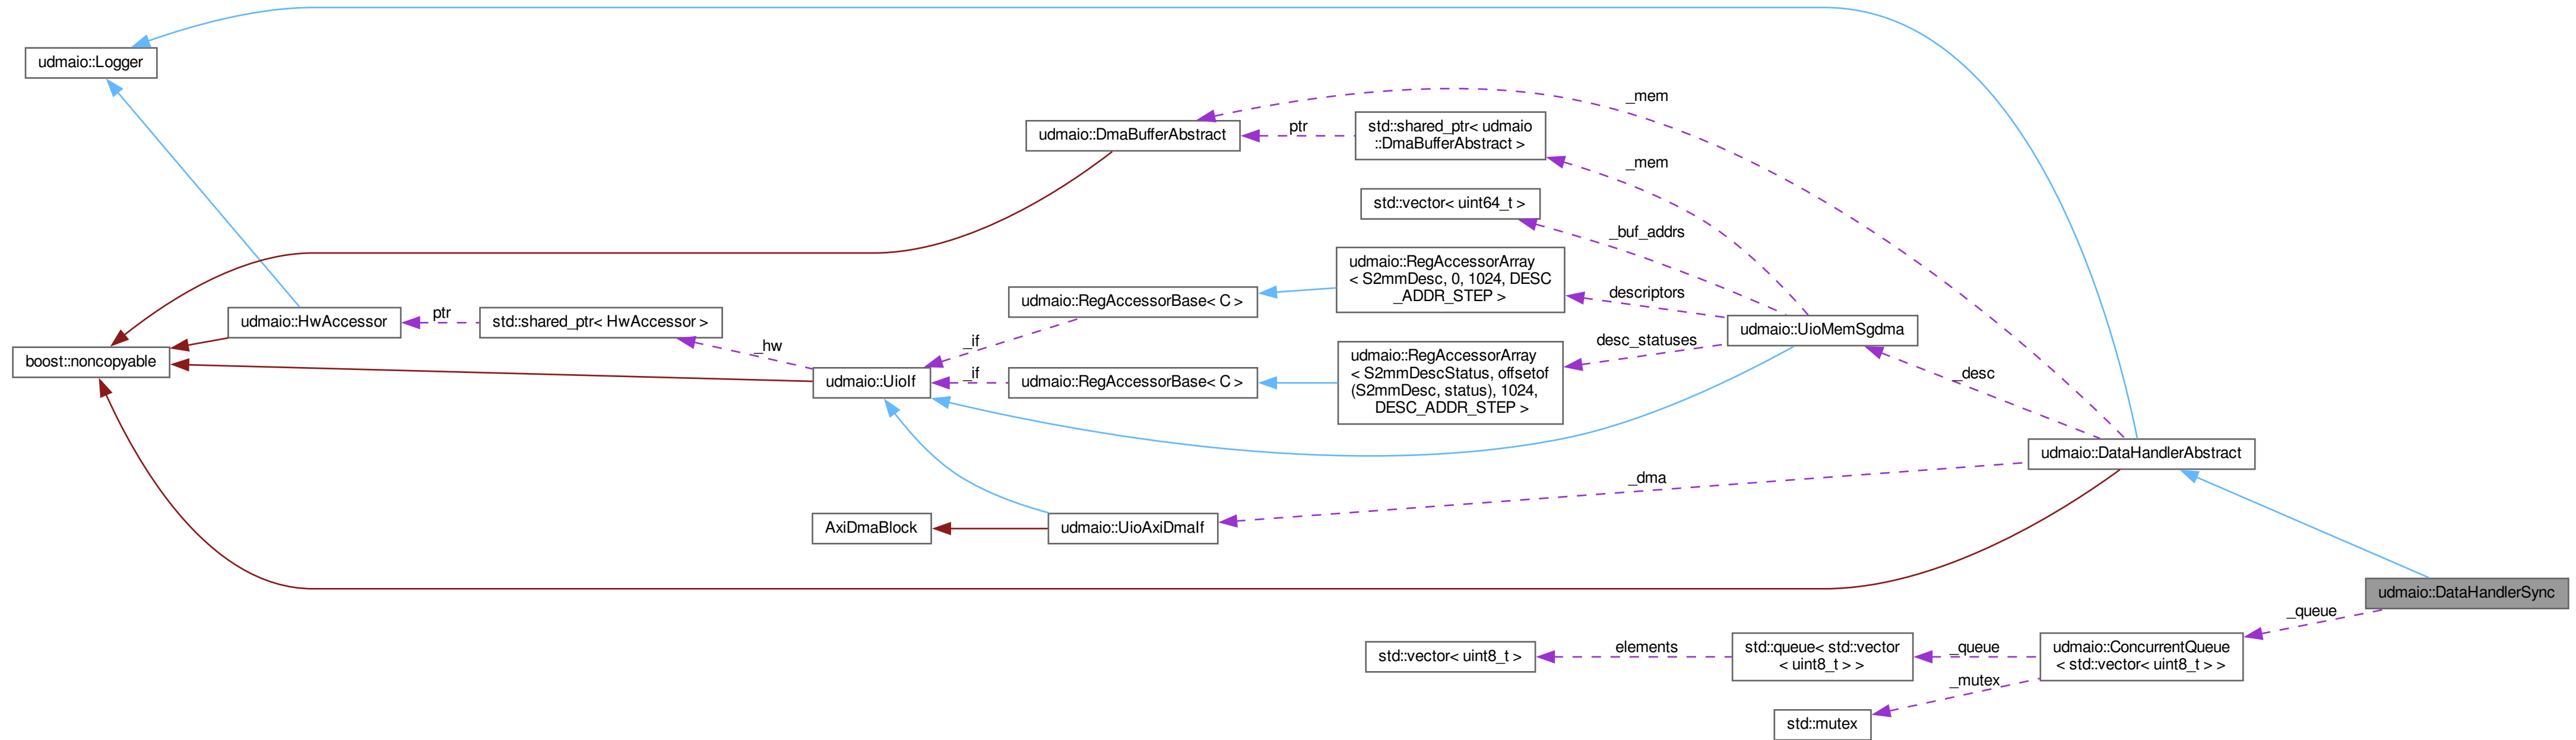 udmaio::Logger
_mem
udmaio::DmaBufferAbstract
ptr
std::shared_ptr< udmaio
::DmaBufferAbstract >
_mem
std::vector< uint64_t >
_buf_addrs
udmaio::RegAccessorArray
< S2mmDesc, 0, 1024, DESC
_ADDR_STEP >
descriptors
udmaio::RegAccessorBase< C >
udmaio::HwAccessor
ptr
std::shared_ptr< HwAccessor >
_hw
_if
udmaio::UioMemSgdma
desc_statuses
boost::noncopyable
udmaio::UioIf
_if
udmaio::RegAccessorBase< C >
udmaio::RegAccessorArray
< S2mmDescStatus, offsetof
(S2mmDesc, status), 1024,
DESC_ADDR_STEP >
_desc
udmaio::DataHandlerAbstract
_dma
AxiDmaBlock
udmaio::UioAxiDmaIf
udmaio::DataHandlerSync
_queue
std::vector< uint8_t >
elements
std::queue< std::vector
< uint8_t > >
_queue
udmaio::ConcurrentQueue
< std::vector< uint8_t > >
_mutex
std::mutex